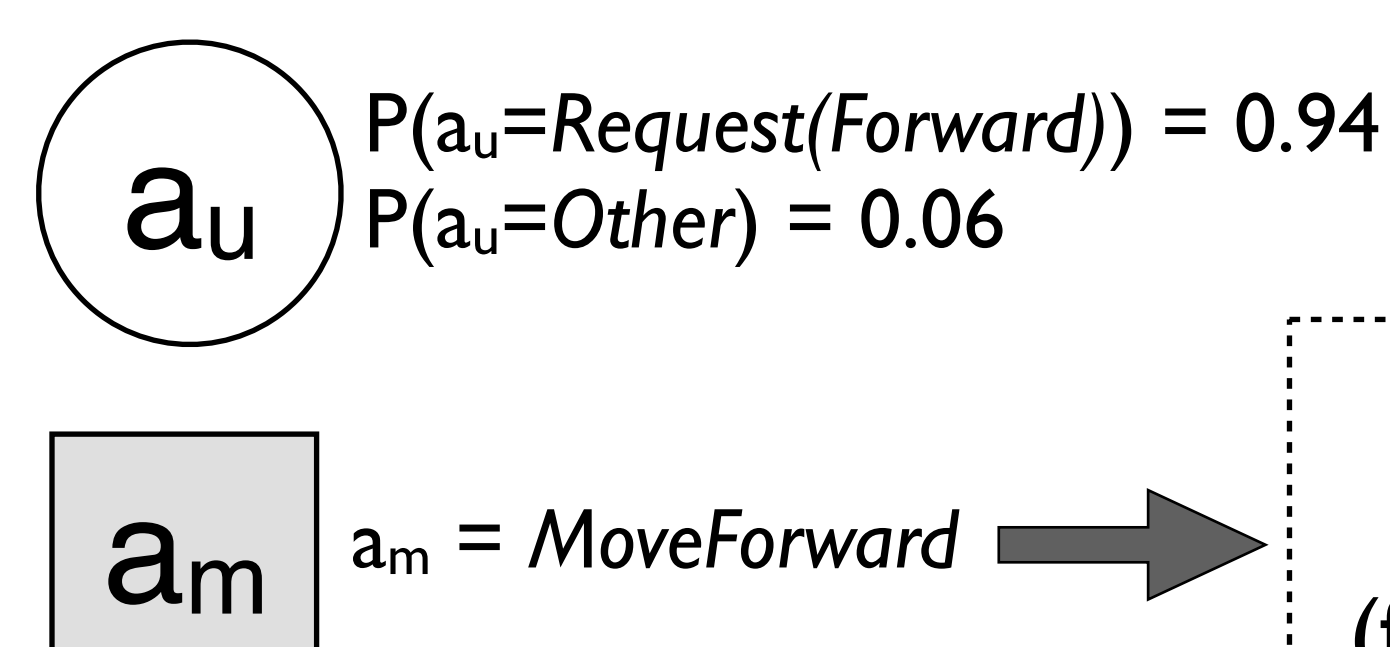 a_u
P(a_u=Request(Forward)) = 0.94
P(a_u=Other) = 0.06
a_m
a_m = MoveForward